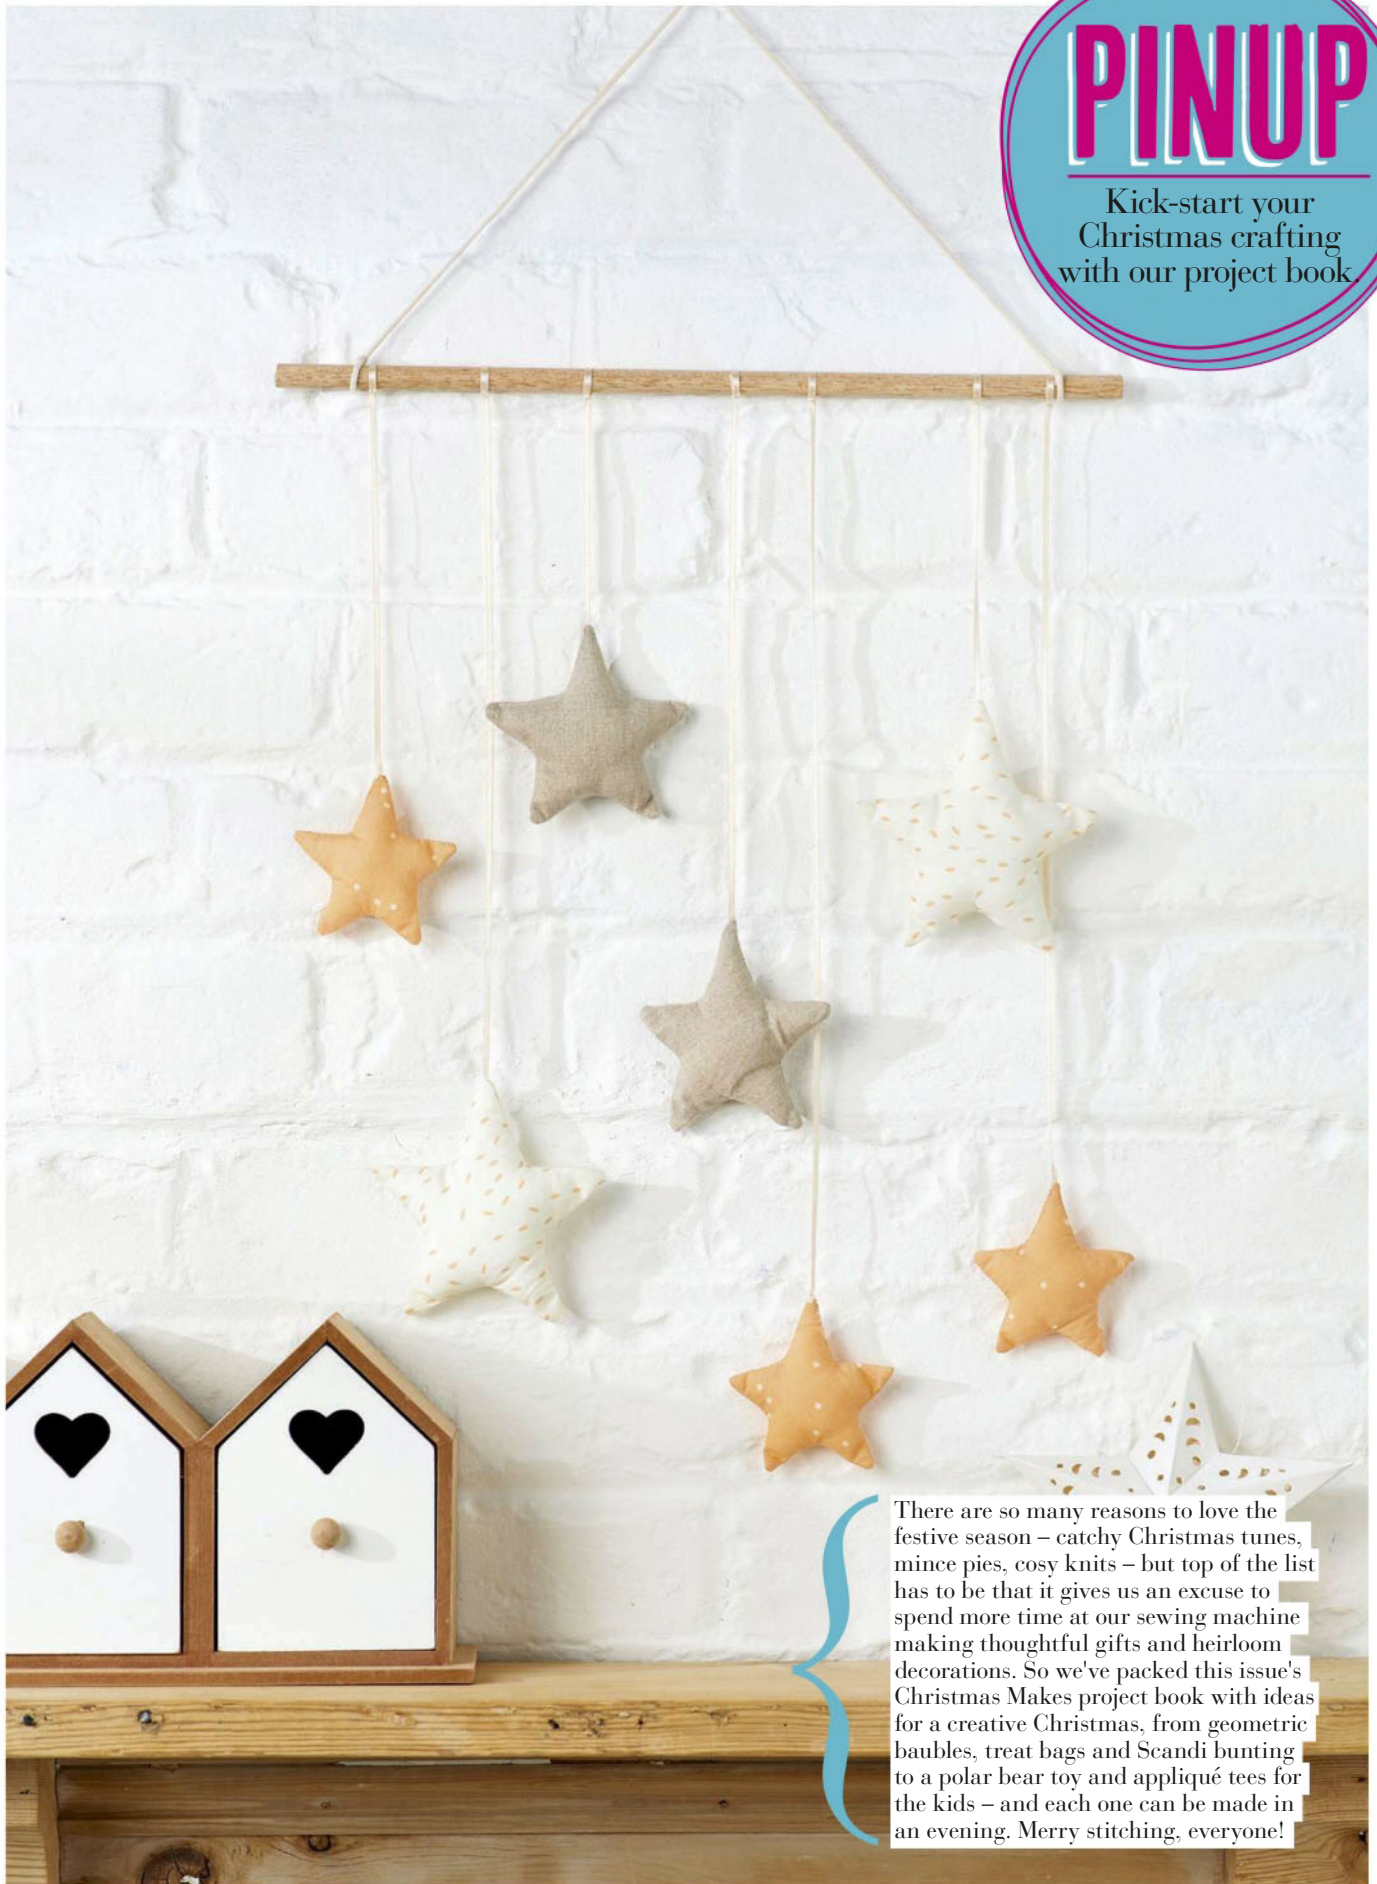 PINUP
Kick-start your
Christmas crafting
with our project book.
There are so many reasons to love the
festive season – catchy Christmas tunes,
mince pies, cosy knits – but top of the list
has to be that it gives us an excuse to
spend more time at our sewing machine
making thoughtful gifts and heirloom
decorations. So we've packed this issue's
Christmas Makes project book with ideas
for a creative Christmas, from geometric
baubles, treat bags and Scandi bunting
to a polar bear toy and appliqué tees for
the kids – and each one can be made in
an evening. Merry stitching, everyone!